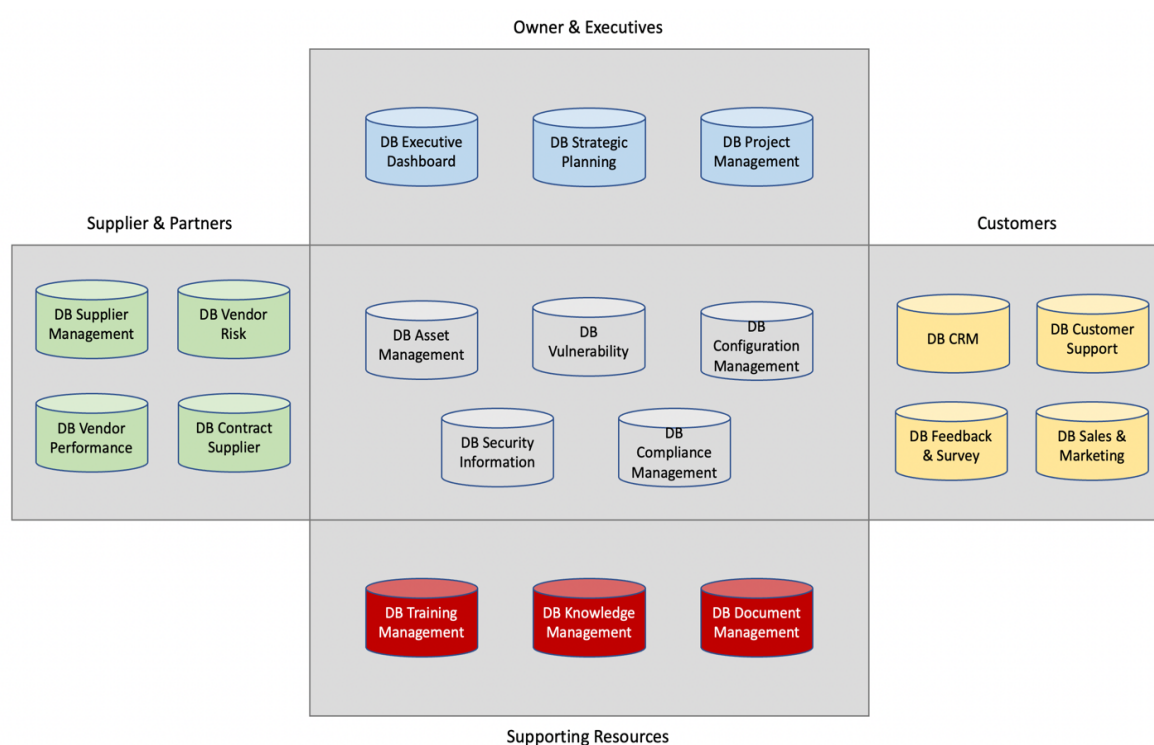 Owner & Executives
DB Executive
Dashboard
DB Strategic
Planning
DB Project
Management
Supplier & Partners
Customers
DB Supplier
Management
DB Vendor
Risk
DB Vendor
Performance
DB Contract
Supplier
DB Asset
Management
DB
Vulnerability
DB
Configuration
Management
DB Security
Information
DB
Compliance
Management
DB CRM
DB Customer
Support
DB Feedback
& Survey
DB Sales &
Marketing
DB Training
Management
DB Knowledge
Management
DB Document
Management
Supporting Resources